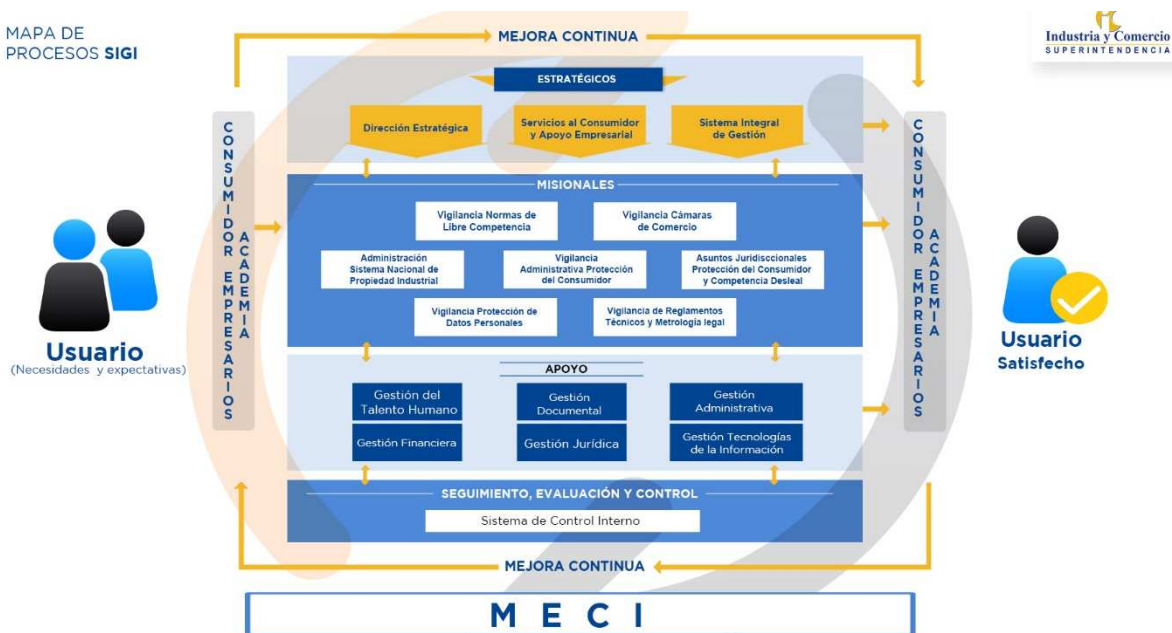 MAPA DE
PROCESOS SIGI
MEJORA CONTINUA
Industria y Comercio
SUPERINTENDENCIA
ESTRATÉGICOS
Dirección Estratégica
Servicios al Consumidor
y Apoyo Empresarial
Sistema Integral
de Gestión
CONSUMIDOR EMPRESARIOS
ACADEMIA
MISIONALES
Vigilancia Normas de
Libre Competencia
Vigilancia Cámaras
de Comercio
Administración
Sistema Nacional de
Propiedad Industrial
Vigilancia
Administrativa Protección
del Consumidor
Asuntos Juridisccionales
Protección del Consumidor
y Competencia Desleal
Vigilancia Protección de
Datos Personales
Vigilancia de Reglamentos
Técnicos y Metrología legal
Usuario
(Necesidades y expectativas)
CONSUMIDOR EMPRESARIOS
ACADEMIA
Usuario
Satisfecho
APOYO
Gestión del
Talento Humano
Gestión
Documental
Gestión
Administrativa
Gestión Financiera
Gestión Jurídica
Gestión Tecnologías
de la Información
SEGUIMIENTO, EVALUACIÓN Y CONTROL
Sistema de Control Interno
MEJORA CONTINUA
MECI